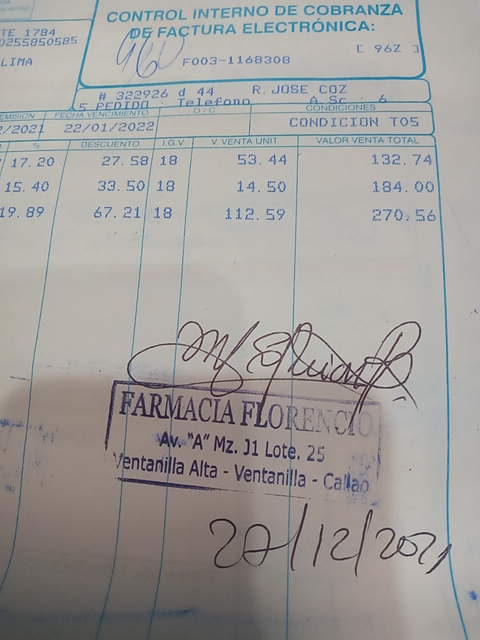 CONTROL INTERNO DE COBRANZA
DE FACTURA ELECTRÓNICA:
TE 1784
0255850585
LIMA
960
F003-1168308
[ 96Z ]
# 322926 d 44 R. JOSE COZ
5 PEDIDO : Telefono A Sc : 6
EMISION FECHA VENCIMIENTO O/C CONDICIONES
2/2021 22/01/2022 CONDICION T05
% DESCUENTO I.G.V V. VENTA UNIT VALOR VENTA TOTAL
17.20 27.58 18 53.44 132.74
15.40 33.50 18 14.50 184.00
19.89 67.21 18 112.59 270.56
FARMACIA FLORENCIO
Av. "A" Mz. J1 Lote. 25
Ventanilla Alta - Ventanilla - Callao
27/12/2021